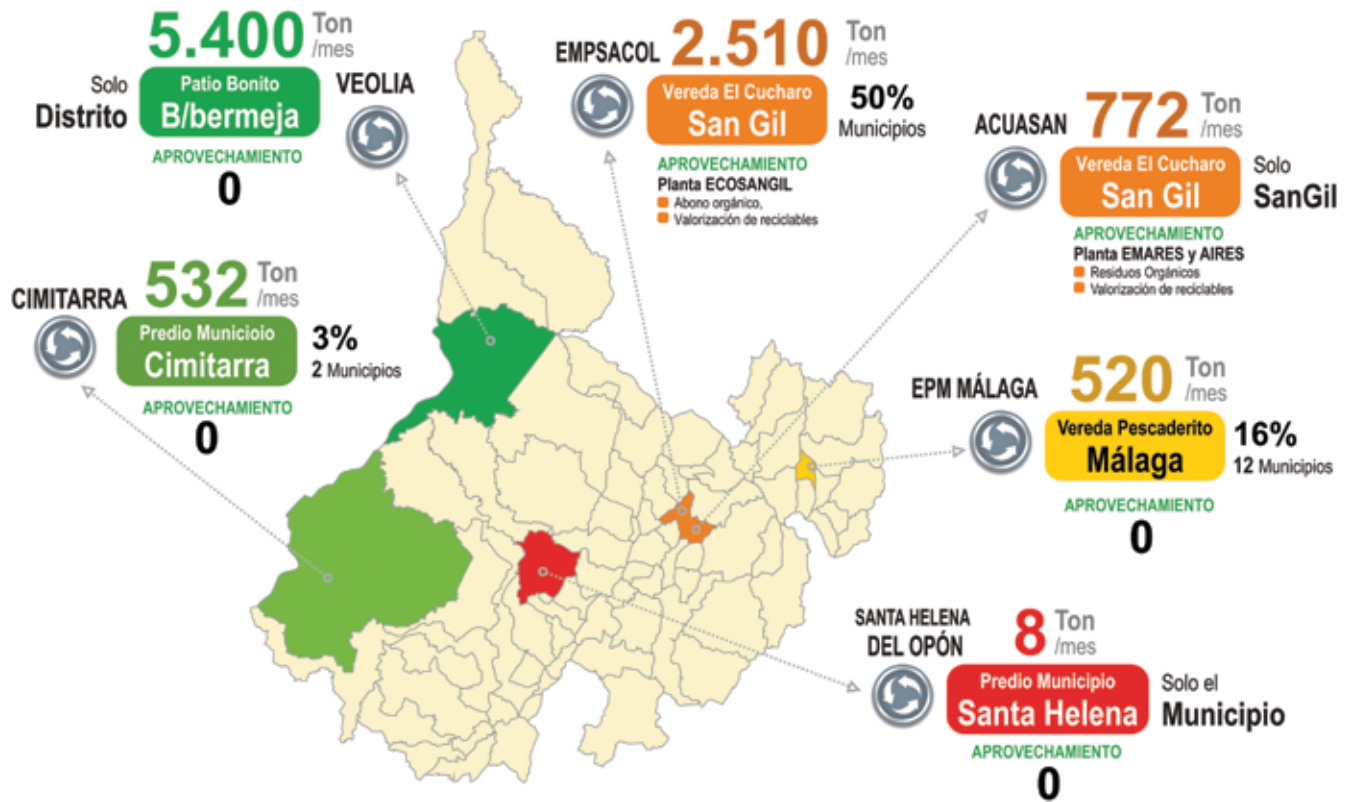 5.400 Ton
/mes
Solo
Distrito
Patio Bonito
B/bermeja
VEOLIA
APROVECHAMIENTO
0
EMPSACOL
2.510 Ton
/mes
Vereda El Cucharo
San Gil
50%
Municipios
APROVECHAMIENTO
Planta ECOSANGIL
Abono orgánico,
Valorización de reciclables
ACUASAN
772 Ton
/mes
Vereda El Cucharo
San Gil
Solo
SanGil
APROVECHAMIENTO
Planta EMARES y AIRES
Residuos Orgánicos
Valorización de reciclables
CIMITARRA
532 Ton
/mes
Predio Municioio
Cimitarra
3%
2 Municipios
APROVECHAMIENTO
0
EPM MÁLAGA
520 Ton
/mes
Vereda Pescaderito
Málaga
16%
12 Municipios
APROVECHAMIENTO
0
SANTA HELENA
DEL OPÓN
8 Ton
/mes
Predio Municipio
Santa Helena
Solo el
Municipio
APROVECHAMIENTO
0